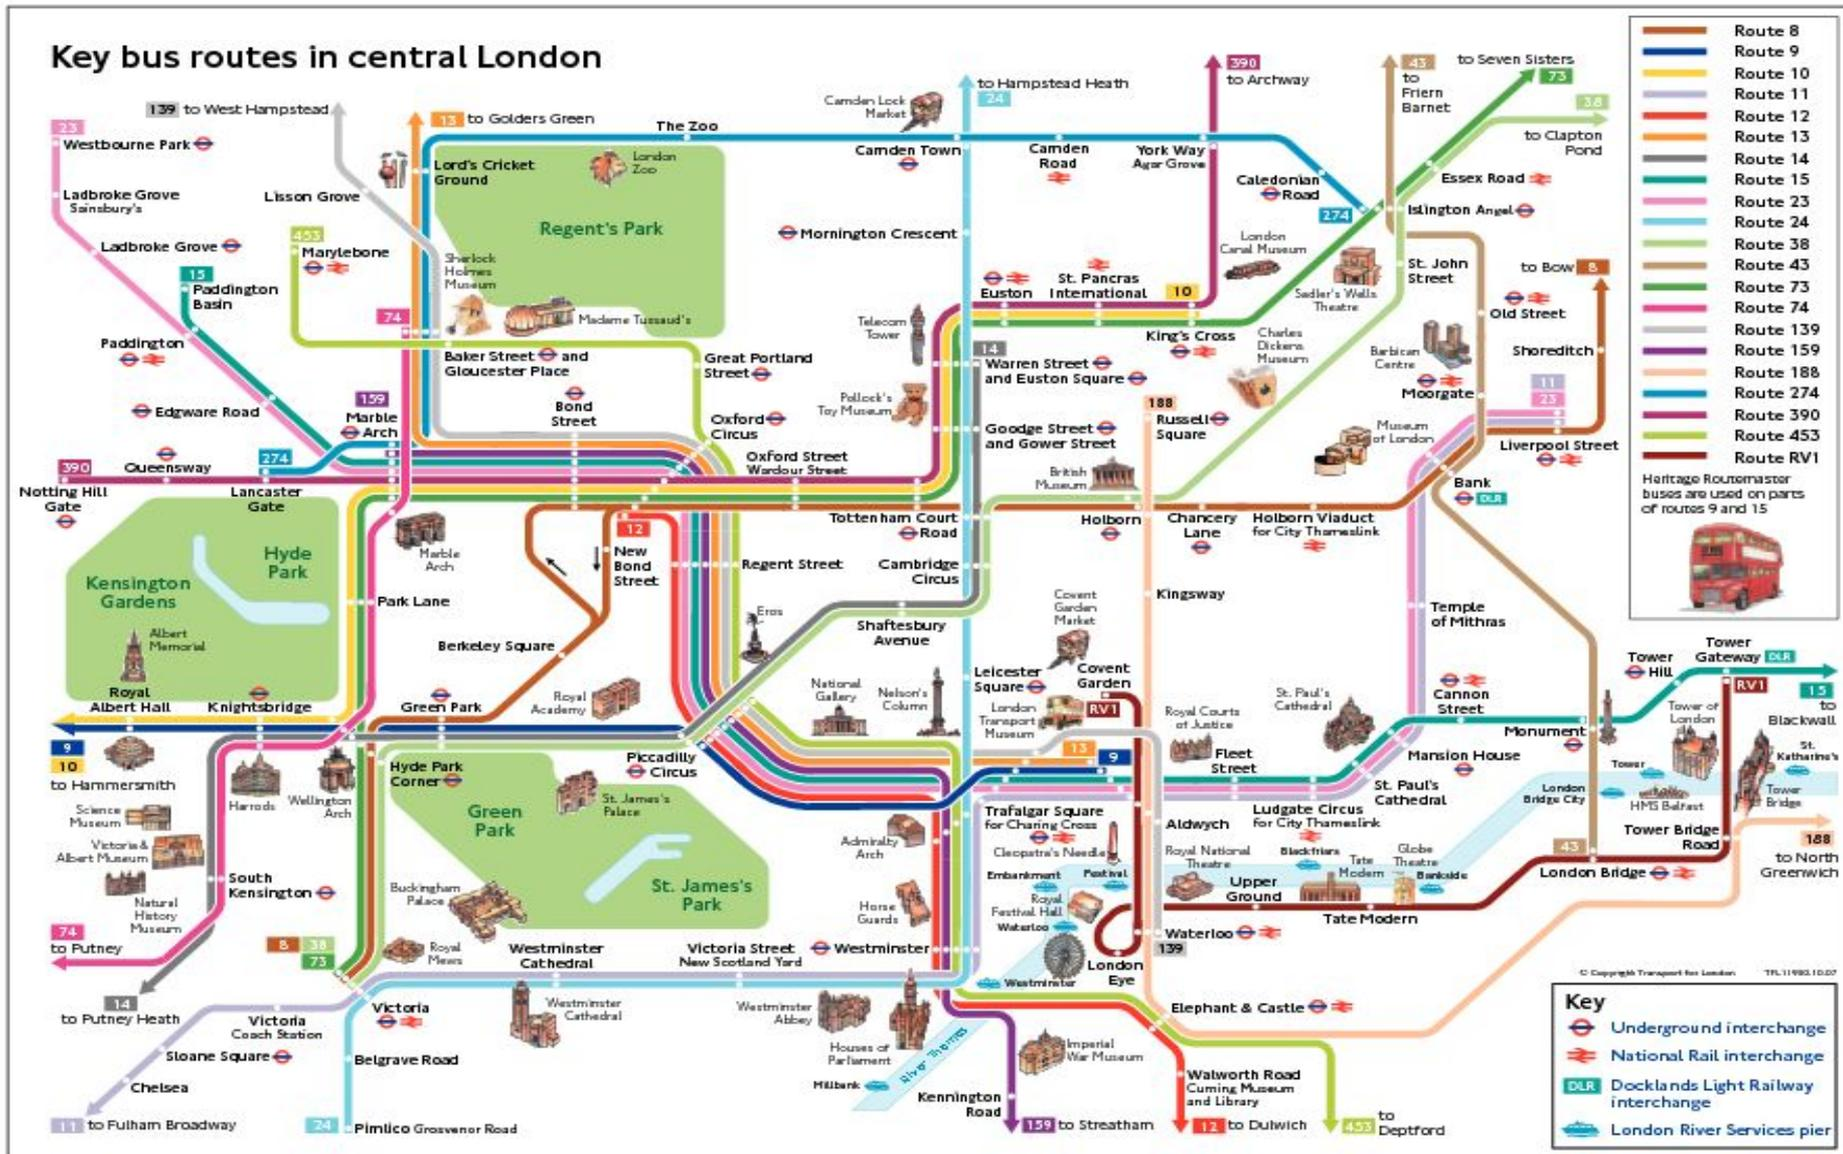 Key bus routes in central London
139 to West Hampstead
13 to Golders Green
The Zoo
Camden Lock
Market
to Hampstead Heath
24
390
to Archway
43
to
Friern
Barnet
to Seven Sisters
73
38
to Clapton
Pond
23
Westbourne Park
Ladbroke Grove
Sainsbury's
Ladbroke Grove
Lisson Grove
Lord's Cricket
Ground
London
Zoo
Regent's Park
Camden Town
Camden
Road
York Way
Agar Grove
Caledonian
Road
274
Essex Road
Islington Angel
453
Marylebone
15
Paddington
Basin
Paddington
Sherlock
Holmes
Museum
Madame Tussaud's
74
Mornington Crescent
Euston
St. Pancras
International
10
London
Canal Museum
Sadler's Wells
Theatre
St. John
Street
to Bow 8
Old Street
Shoreditch
Telecom
Tower
King's Cross
Charles
Dickens
Museum
Barbican
Centre
Moorgate
11
23
Baker Street and
Gloucester Place
Great Portland
Street
14
Warren Street
and Euston Square
159
Marble
Arch
Edgware Road
Bond
Street
Oxford
Circus
Pollock's
Toy Museum
Goodge Street
and Gower Street
188
Russell
Square
Museum
of London
Liverpool Street
390
Queensway
274
Notting Hill
Gate
Lancaster
Gate
Oxford Street
Wardour Street
British
Museum
Bank
DLR
Hyde
Park
Kensington
Gardens
Albert
Memorial
Marble
Arch
12
New
Bond
Street
Regent Street
Tottenham Court
Road
Holborn
Chancery
Lane
Holborn Viaduct
for City Thameslink
Cambridge
Circus
Park Lane
Berkeley Square
Eros
Shaftesbury
Avenue
Covent
Garden
Market
Kingsway
Temple
of Mithras
Royal
Albert Hall
Knightsbridge
Green Park
Royal
Academy
National
Gallery
Nelson's
Column
Leicester
Square
Covent
Garden
London
Transport
Museum
RV1
Royal Courts
of Justice
St. Paul's
Cathedral
Cannon
Street
Tower
Hill
Tower
Gateway DLR
RV1
15
to
Blackwall
9
10
to Hammersmith
Harrods
Wellington
Arch
Hyde Park
Corner
Piccadilly
Circus
13
9
Fleet
Street
Mansion House
Monument
Tower of
London
St.
Katharine's
Tower
Bridge
Tower
HMS Belfast
London
Bridge City
St. Paul's
Cathedral
Ludgate Circus
for City Thameslink
Science
Museum
Victoria &
Albert Museum
Natural
History
Museum
South
Kensington
Green
Park
St. James's
Palace
St. James's
Park
Trafalgar Square
for Charing Cross
Cleopatra's Needle
Aldwych
Admiralty
Arch
Royal National
Theatre
Blackfriars
Tate
Modern
Globe
Theatre
Bankside
43
London Bridge
Tower Bridge
Road
188
to North
Greenwich
Embankment
Festival
Royal
Festival Hall
Waterloo
Upper
Ground
Tate Modern
Buckingham
Palace
Horse
Guards
74
to Putney
8 38
73
Royal
Mews
Westminster
Cathedral
Victoria Street
New Scotland Yard
Westminster
Waterloo
139
London
Eye
Westminster
14
to Putney Heath
Victoria
Coach Station
Victoria
Westminster
Cathedral
Westminster
Abbey
Houses of
Parliament
Elephant & Castle
Sloane Square
Belgrave Road
Imperial
War Museum
River Thames
Millbank
Chelsea
Kennington
Road
Walworth Road
Cuming Museum
and Library
11 to Fulham Broadway
24 Pimlico Grosvenor Road
159 to Streatham
12 to Dulwich
453 to
Deptford
Route 8
Route 9
Route 10
Route 11
Route 12
Route 13
Route 14
Route 15
Route 23
Route 24
Route 38
Route 43
Route 73
Route 74
Route 139
Route 159
Route 188
Route 274
Route 390
Route 453
Route RV1
Heritage Routemaster
buses are used on parts
of routes 9 and 15
© Copyright Transport for London TFL11980.10.07
Key
Underground interchange
National Rail interchange
DLR Docklands Light Railway
interchange
London River Services pier